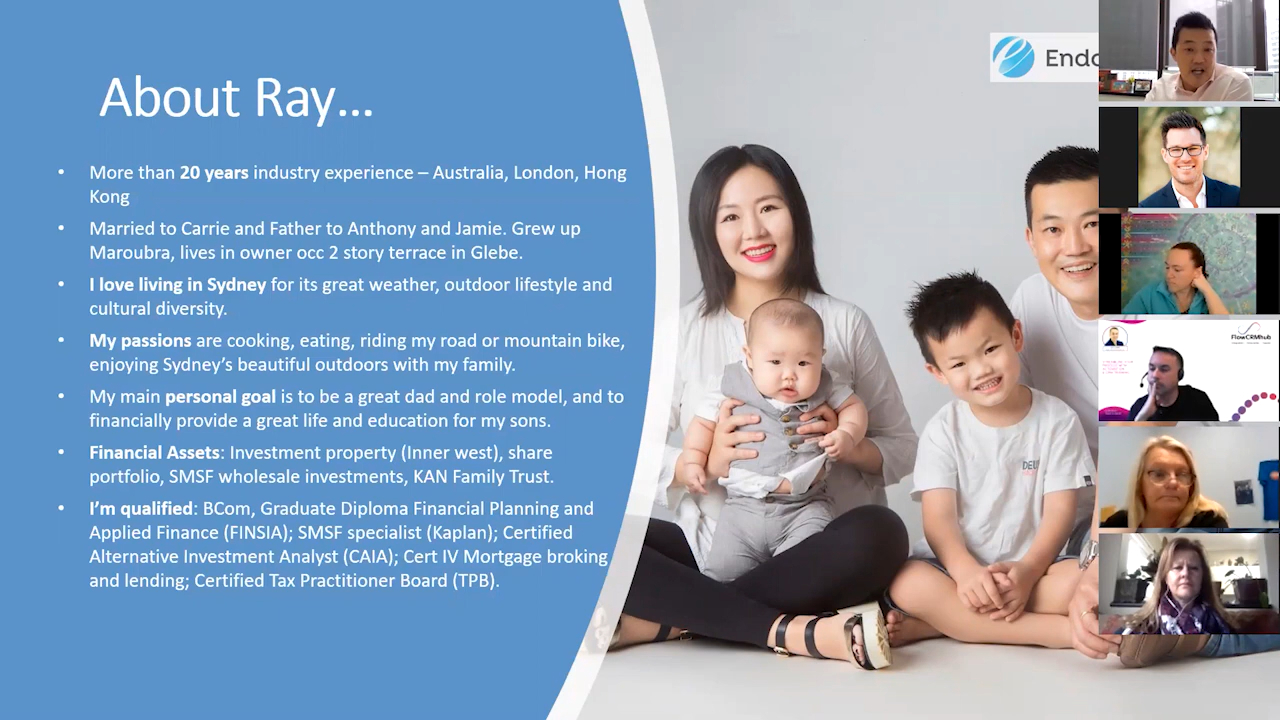 About Ray...
• More than 20 years industry experience – Australia, London, Hong
Kong
• Married to Carrie and Father to Anthony and Jamie. Grew up
Maroubra, lives in owner occ 2 story terrace in Glebe.
• I love living in Sydney for its great weather, outdoor lifestyle and
cultural diversity.
• My passions are cooking, eating, riding my road or mountain bike,
enjoying Sydney's beautiful outdoors with my family.
• My main personal goal is to be a great dad and role model, and to
financially provide a great life and education for my sons.
• Financial Assets: Investment property (Inner west), share
portfolio, SMSF wholesale investments, KAN Family Trust.
• I'm qualified: BCom, Graduate Diploma Financial Planning and
Applied Finance (FINSIA); SMSF specialist (Kaplan); Certified
Alternative Investment Analyst (CAIA); Cert IV Mortgage broking
and lending; Certified Tax Practitioner Board (TPB).
FlowCRMhub